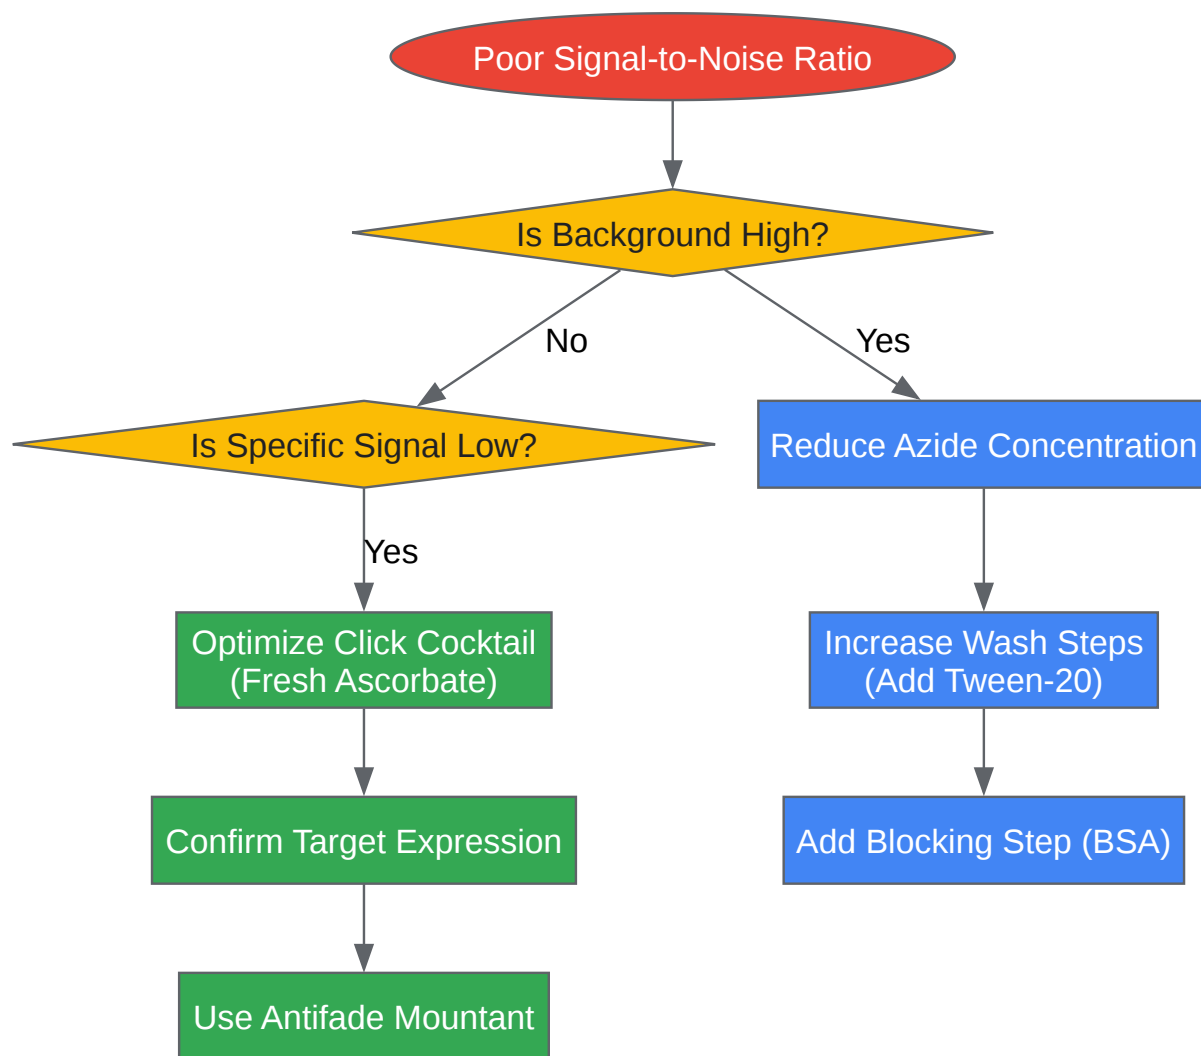 Poor Signal-to-Noise Ratio
Is Background High?
No
Yes
Is Specific Signal Low?
Reduce Azide Concentration
Yes
Optimize Click Cocktail
(Fresh Ascorbate)
Increase Wash Steps
(Add Tween-20)
Confirm Target Expression
Add Blocking Step (BSA)
Use Antifade Mountant